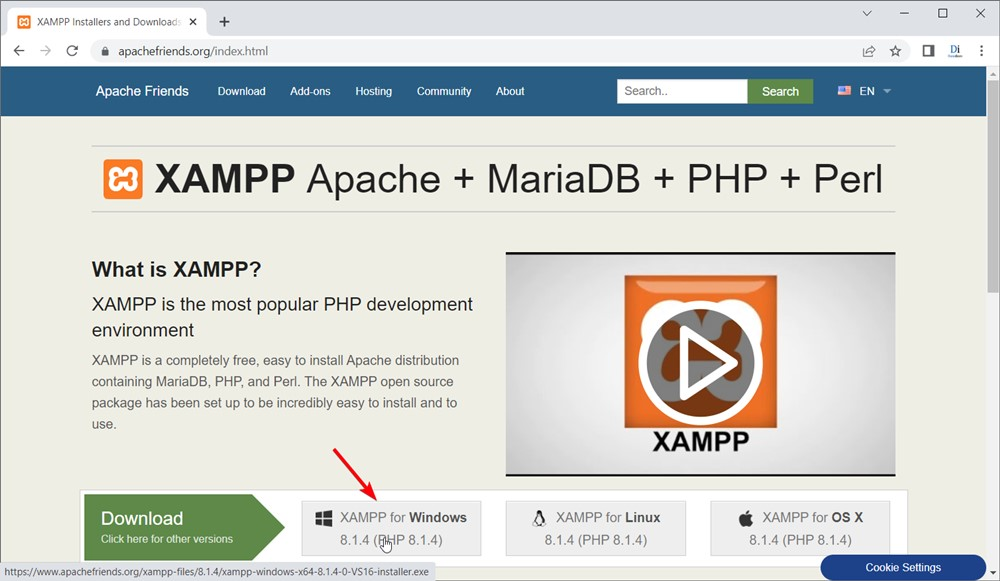 XAMPP Installers and Downloads
apachefriends.org/index.html
Di
Apache Friends Download Add-ons Hosting Community About Search.. Search EN
XAMPP Apache + MariaDB + PHP + Perl
What is XAMPP?
XAMPP is the most popular PHP development
environment
XAMPP is a completely free, easy to install Apache distribution
containing MariaDB, PHP, and Perl. The XAMPP open source
package has been set up to be incredibly easy to install and to
use.
XAMPP
Download
Click here for other versions
XAMPP for Windows
8.1.4 (PHP 8.1.4)
XAMPP for Linux
8.1.4 (PHP 8.1.4)
XAMPP for OS X
8.1.4 (PHP 8.1.4)
Cookie Settings
https://www.apachefriends.org/xampp-files/8.1.4/xampp-windows-x64-8.1.4-0-VS16-installer.exe